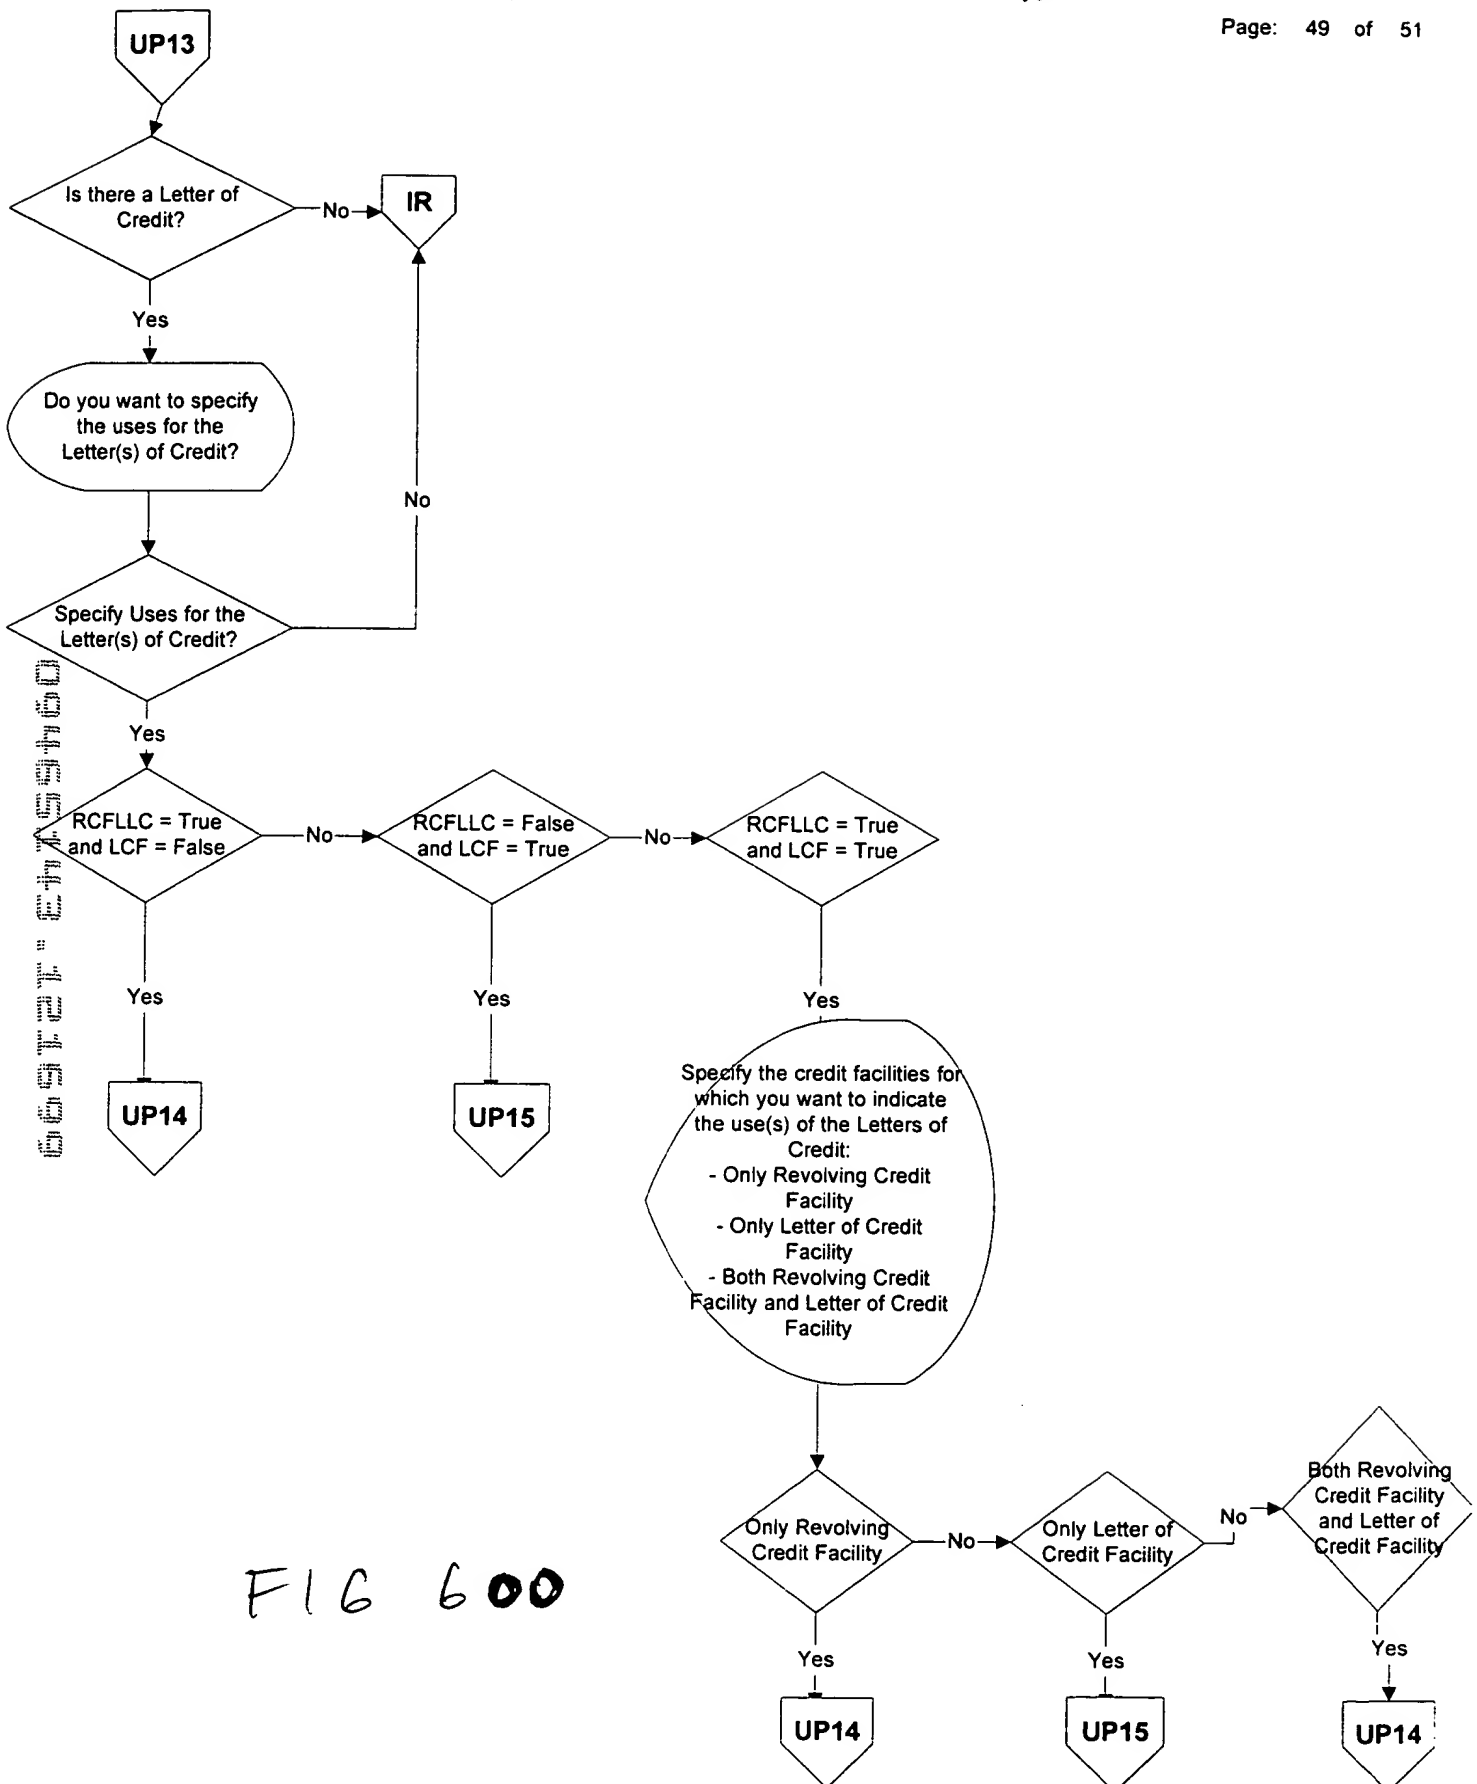 Page: 49 of 51
UP13
Is there a Letter of
Credit?
No
IR
Yes
Do you want to specify
the uses for the
Letter(s) of Credit?
No
Specify Uses for the
Letter(s) of Credit?
Yes
RCFLLC = True
and LCF = False
No
RCFLLC = False
and LCF = True
No
RCFLLC = True
and LCF = True
Yes
Yes
Yes
UP14
UP15
Specify the credit facilities for
which you want to indicate
the use(s) of the Letters of
Credit:
- Only Revolving Credit
Facility
- Only Letter of Credit
Facility
- Both Revolving Credit
Facility and Letter of Credit
Facility
Only Revolving
Credit Facility
No
Only Letter of
Credit Facility
No
Both Revolving
Credit Facility
and Letter of
Credit Facility
Yes
Yes
Yes
UP14
UP15
UP14
FIG 600